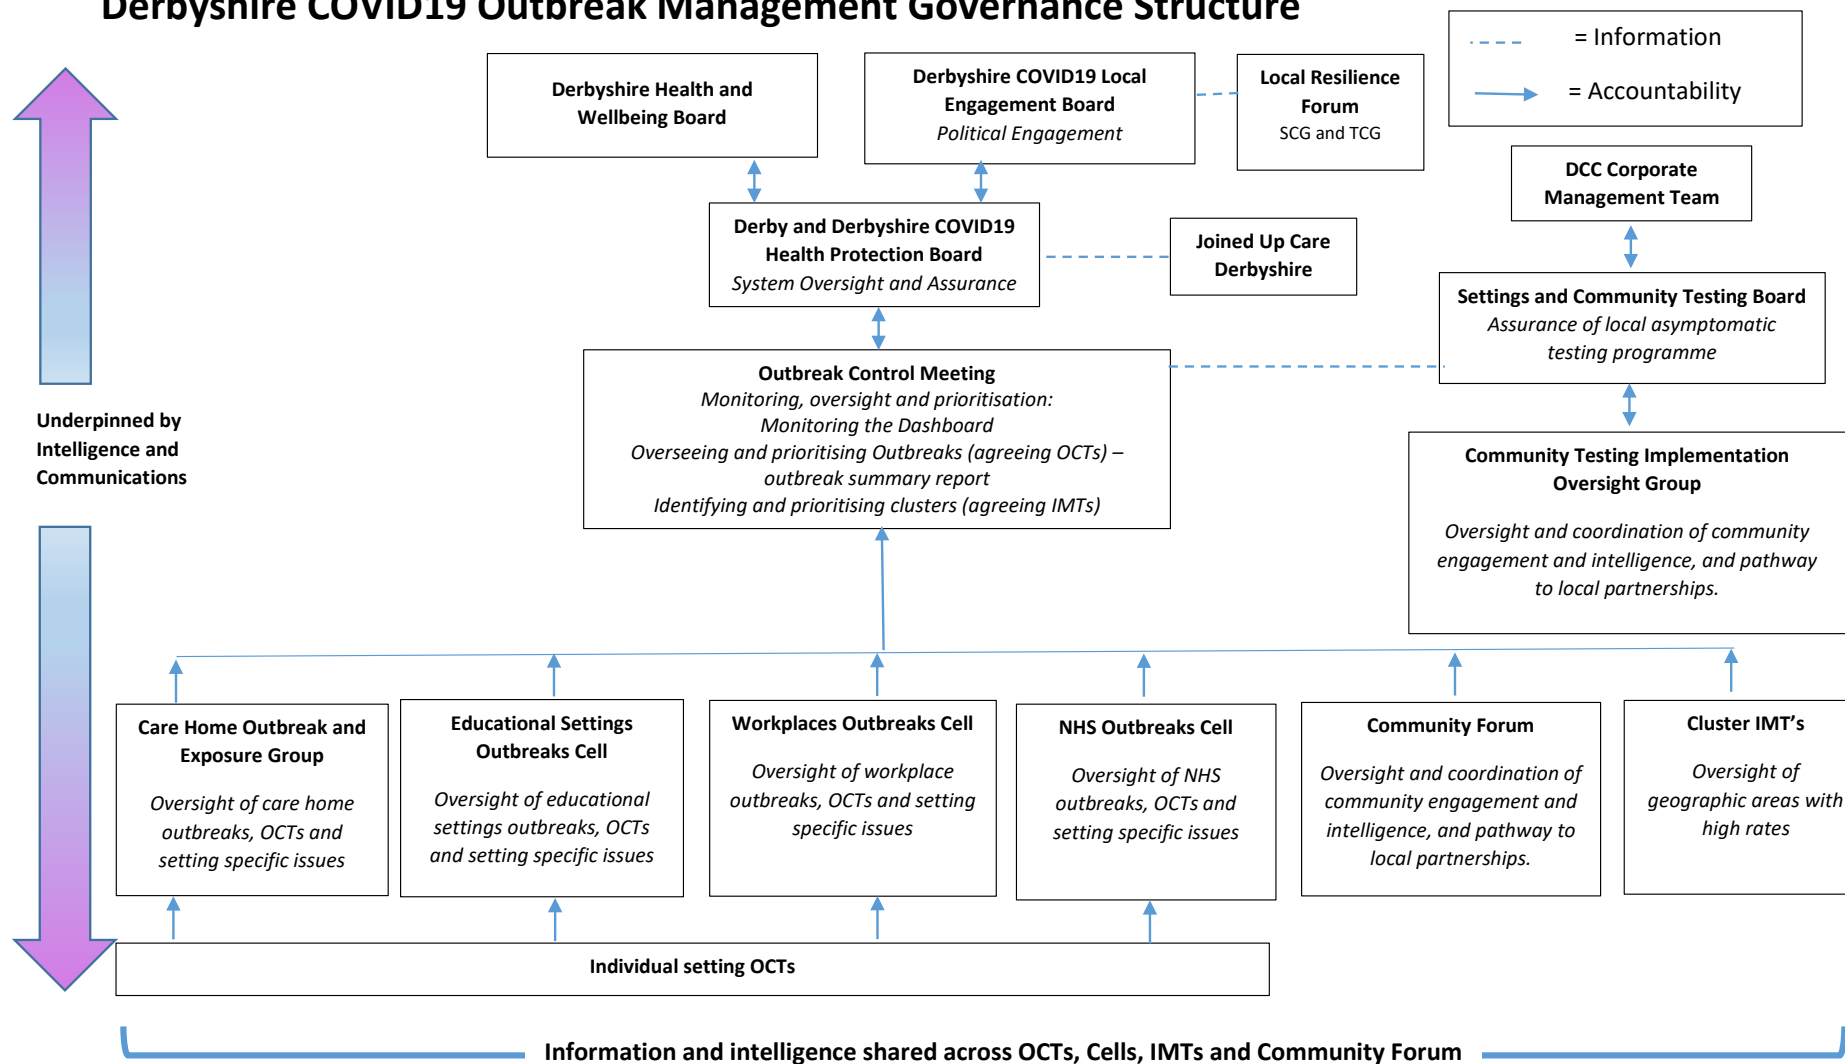 Derbyshire COVID19 Outbreak Management Governance Structure
= Information
= Accountability
Derbyshire Health and
Wellbeing Board
Derbyshire COVID19 Local
Engagement Board
Political Engagement
Local Resilience
Forum
SCG and TCG
DCC Corporate
Management Team
Derby and Derbyshire COVID19
Health Protection Board
System Oversight and Assurance
Joined Up Care
Derbyshire
Settings and Community Testing Board
Assurance of local asymptomatic
testing programme
Outbreak Control Meeting
Monitoring, oversight and prioritisation:
Monitoring the Dashboard
Overseeing and prioritising Outbreaks (agreeing OCTs) –
outbreak summary report
Identifying and prioritising clusters (agreeing IMTs)
Underpinned by
Intelligence and
Communications
Community Testing Implementation
Oversight Group
Oversight and coordination of community
engagement and intelligence, and pathway
to local partnerships.
Care Home Outbreak and
Exposure Group
Oversight of care home
outbreaks, OCTs and
setting specific issues
Educational Settings
Outbreaks Cell
Oversight of educational
settings outbreaks, OCTs
and setting specific issues
Workplaces Outbreaks Cell
Oversight of workplace
outbreaks, OCTs and setting
specific issues
NHS Outbreaks Cell
Oversight of NHS
outbreaks, OCTs and
setting specific issues
Community Forum
Oversight and coordination of
community engagement and
intelligence, and pathway to
local partnerships.
Cluster IMT’s
Oversight of
geographic areas with
high rates
Individual setting OCTs
Information and intelligence shared across OCTs, Cells, IMTs and Community Forum